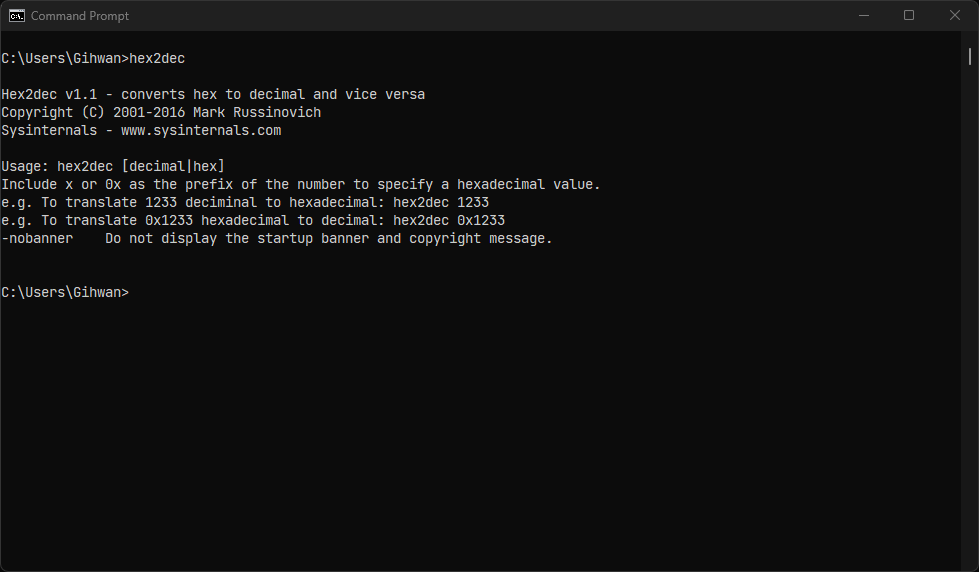 Command Prompt
C:\Users\Gihwan>hex2dec
Hex2dec v1.1 - converts hex to decimal and vice versa
Copyright (C) 2001-2016 Mark Russinovich
Sysinternals - www.sysinternals.com
Usage: hex2dec [decimal|hex]
Include x or 0x as the prefix of the number to specify a hexadecimal value.
e.g. To translate 1233 deciminal to hexadecimal: hex2dec 1233
e.g. To translate 0x1233 hexadecimal to decimal: hex2dec 0x1233
-nobanner    Do not display the startup banner and copyright message.
C:\Users\Gihwan>